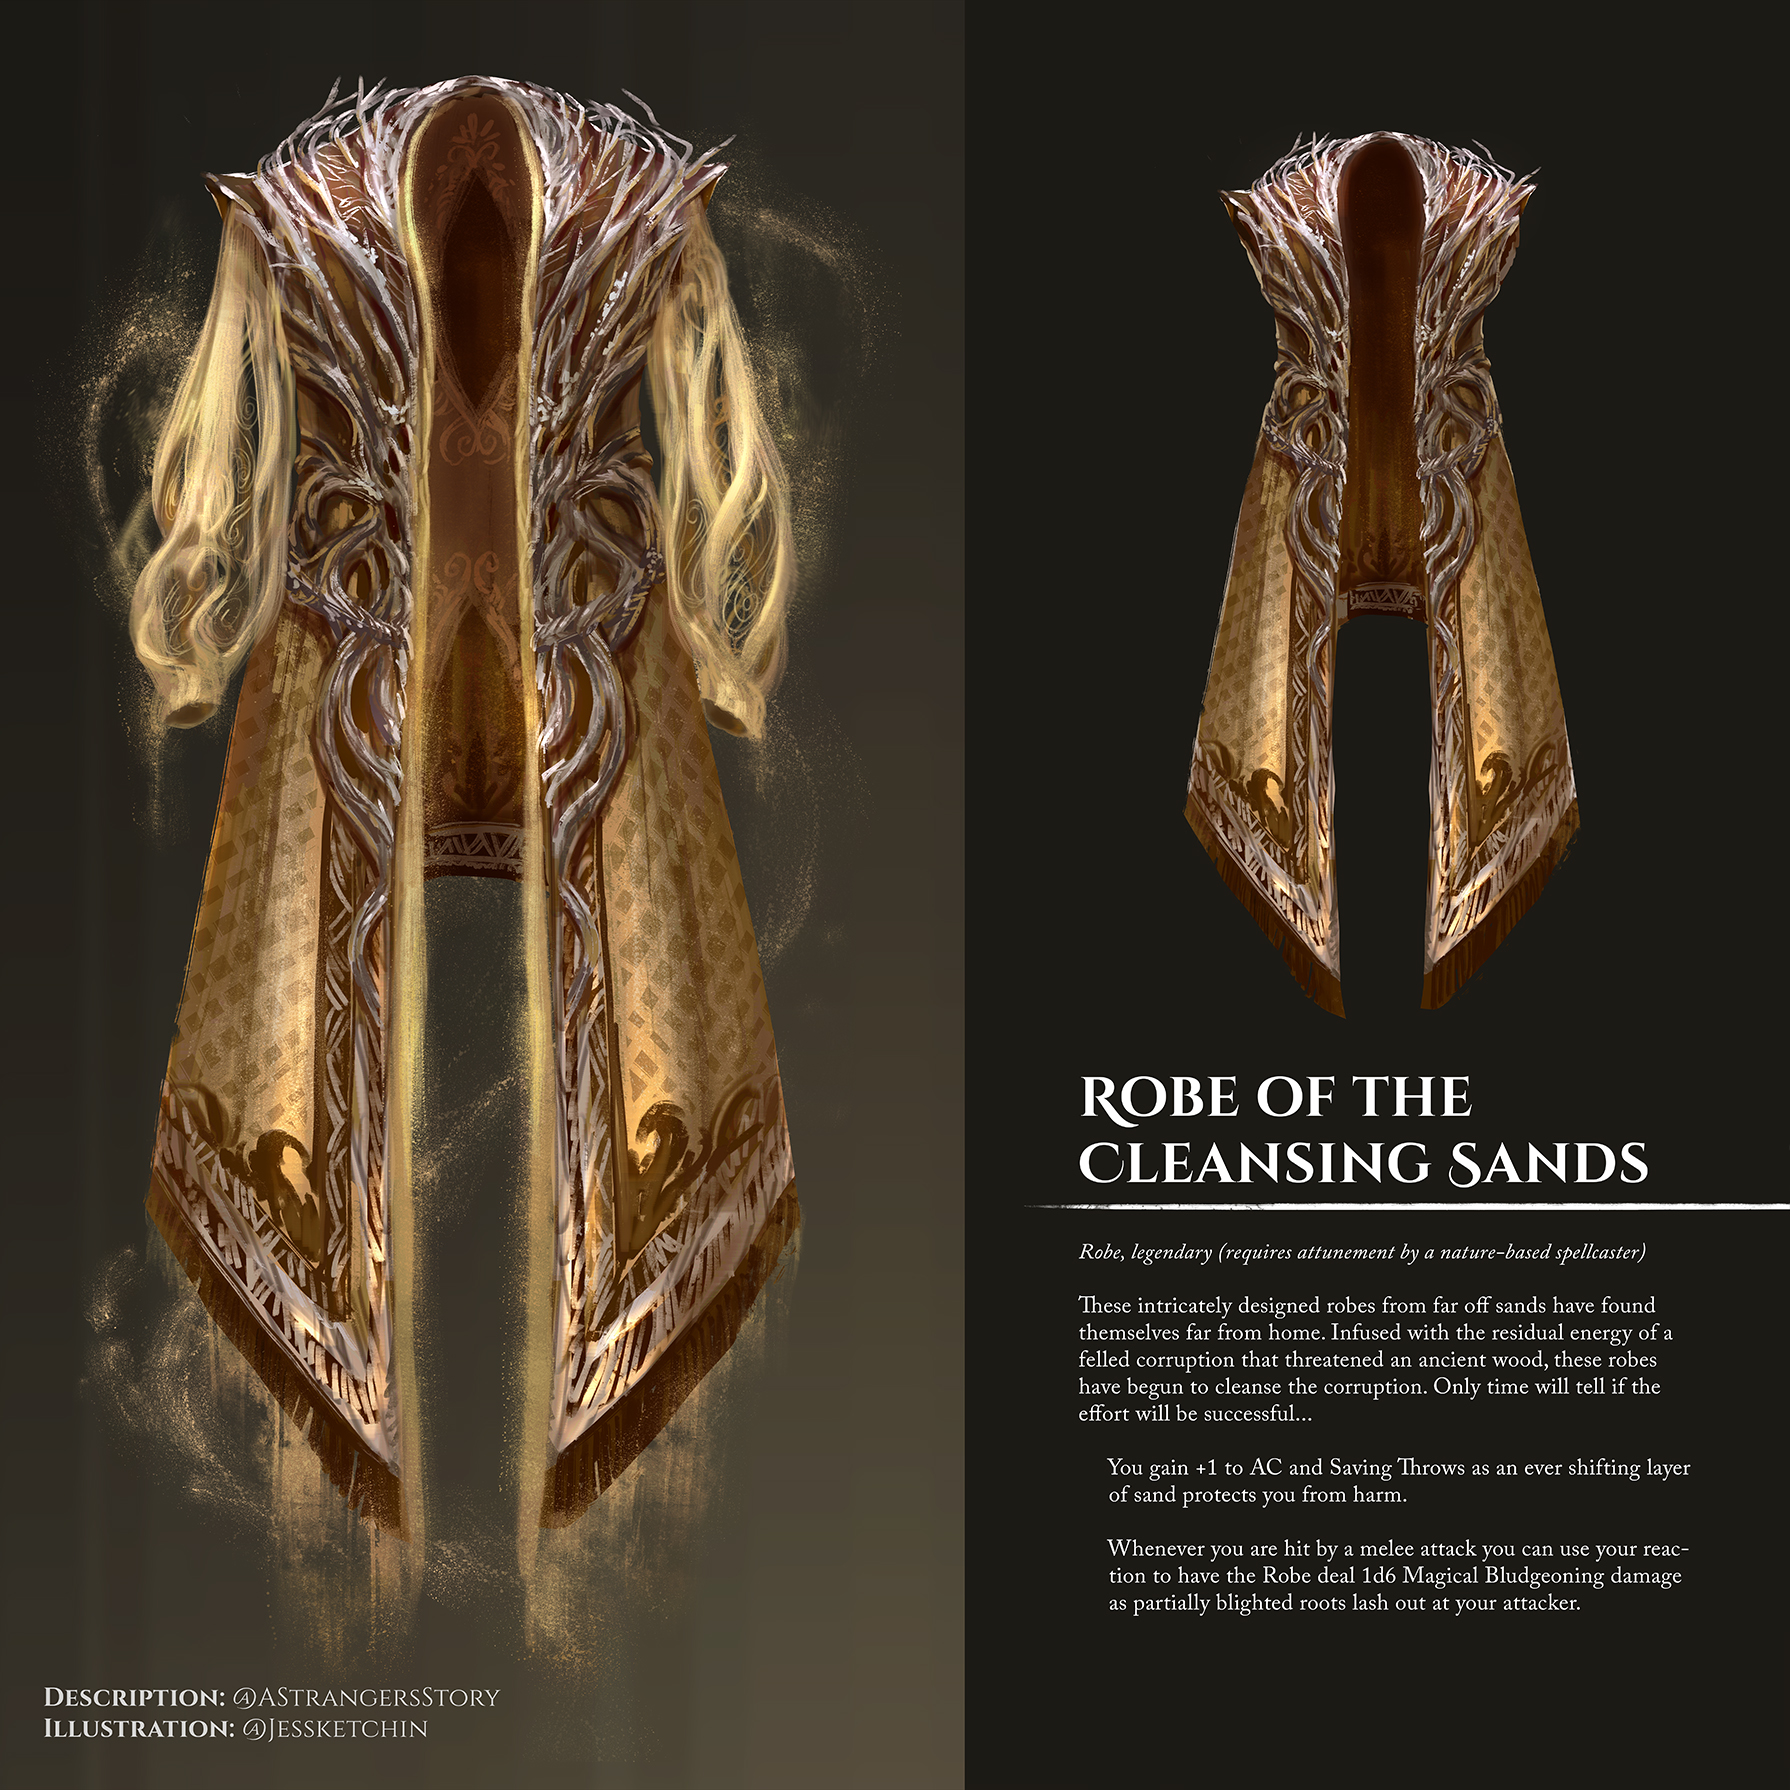 Robe of the
Cleansing Sands
Robe, legendary (requires attunement by a nature-based spellcaster)
These intricately designed robes from far off sands have found
themselves far from home. Infused with the residual energy of a
felled corruption that threatened an ancient wood, these robes
have begun to cleanse the corruption. Only time will tell if the
effort will be successful...
You gain +1 to AC and Saving Throws as an ever shifting layer
of sand protects you from harm.
Whenever you are hit by a melee attack you can use your reac-
tion to have the Robe deal 1d6 Magical Bludgeoning damage
as partially blighted roots lash out at your attacker.
Description: @AStrangersStory
Illustration: @Jessketchin